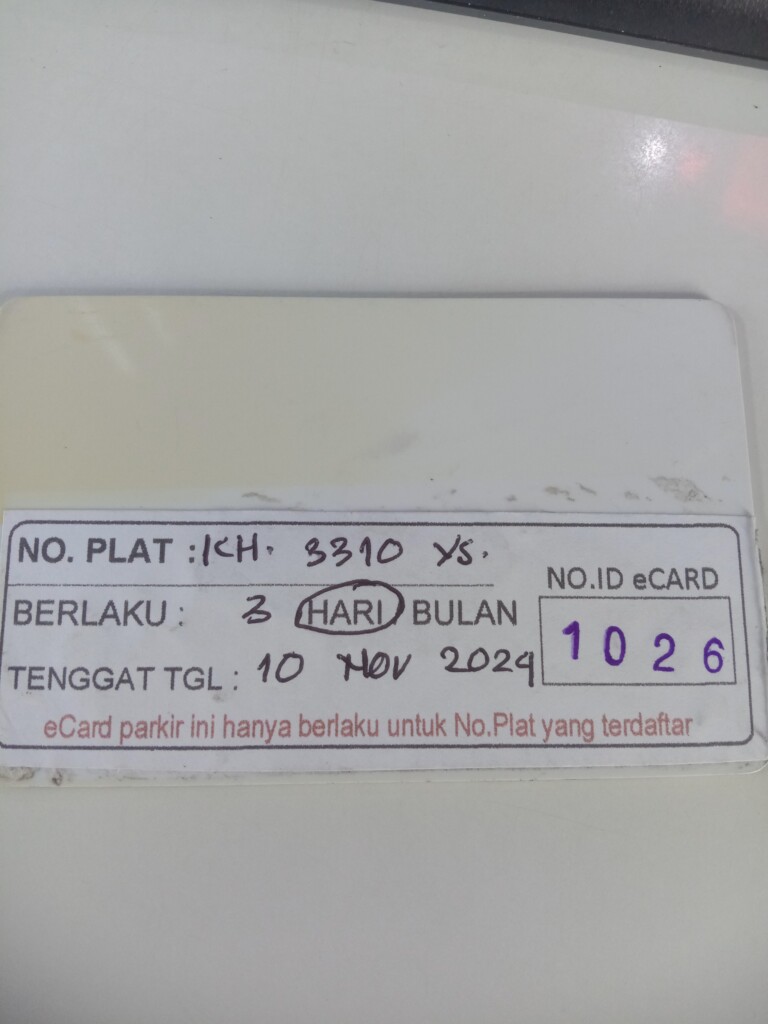 NO. PLAT : KH. 3310 YS.
BERLAKU : 3 HARI BULAN
TENGGAT TGL : 10 NOV 2024
NO.ID eCARD
1026
eCard parkir ini hanya berlaku untuk No.Plat yang terdaftar